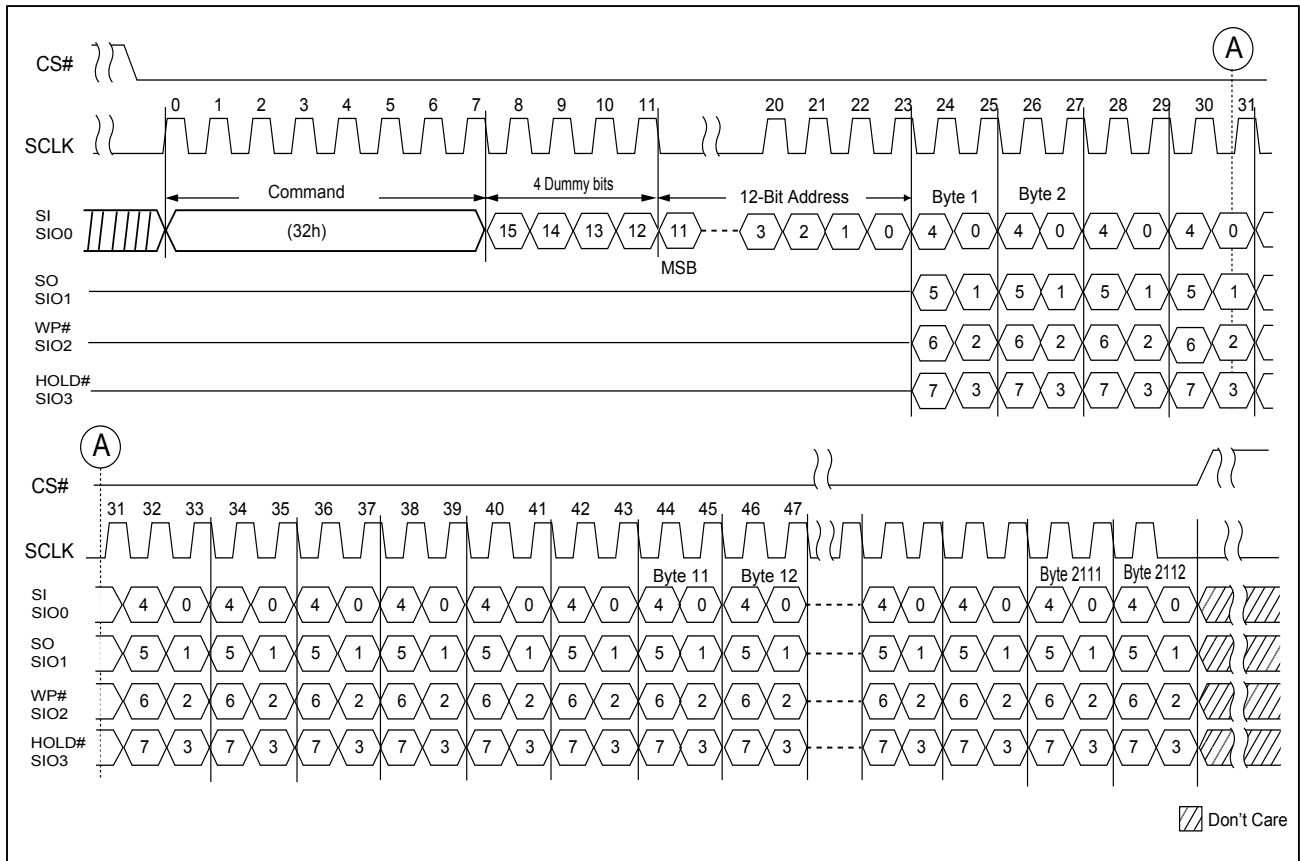 CS# A
0 1 2 3 4 5 6 7 8 9 10 11 20 21 22 23 24 25 26 27 28 29 30 31
SCLK
Command 4 Dummy bits 12-Bit Address Byte 1 Byte 2
SI
SIO0
(32h) 15 14 13 12 11 3 2 1 0 4 0 4 0 4 0 4 0
MSB
SO
SIO1
5 1 5 1 5 1 5 1
WP#
SIO2
6 2 6 2 6 2 6 2
HOLD#
SIO3
7 3 7 3 7 3 7 3
A
CS#
31 32 33 34 35 36 37 38 39 40 41 42 43 44 45 46 47
SCLK
Byte 11 Byte 12 Byte 2111 Byte 2112
SI
SIO0
4 0 4 0 4 0 4 0 4 0 4 0 4 0 4 0 4 0 4 0 4 0 4 0
SO
SIO1
5 1 5 1 5 1 5 1 5 1 5 1 5 1 5 1 5 1 5 1 5 1 5 1
WP#
SIO2
6 2 6 2 6 2 6 2 6 2 6 2 6 2 6 2 6 2 6 2 6 2 6 2
HOLD#
SIO3
7 3 7 3 7 3 7 3 7 3 7 3 7 3 7 3 7 3 7 3 7 3 7 3
Don't Care